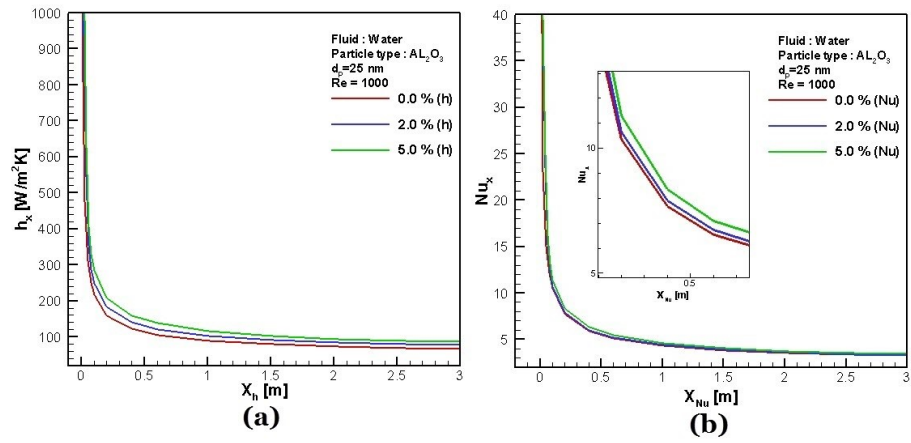 1000
900
800
700
600
500
400
300
200
100
h_x [W/m²K]
0
0.5
1
1.5
2
2.5
3
X_h [m]
Fluid : Water
Particle type : AL₂O₃
d_p=25 nm
Re = 1000
0.0 % (h)
2.0 % (h)
5.0 % (h)
(a)
40
35
30
25
20
15
10
5
Nu_x
0
0.5
1
1.5
2
2.5
3
X_Nu [m]
10
5
Nu_x
0.5
X_Nu [m]
Fluid : Water
Particle type : AL₂O₃
d_p=25 nm
Re = 1000
0.0 % (Nu)
2.0 % (Nu)
5.0 % (Nu)
(b)